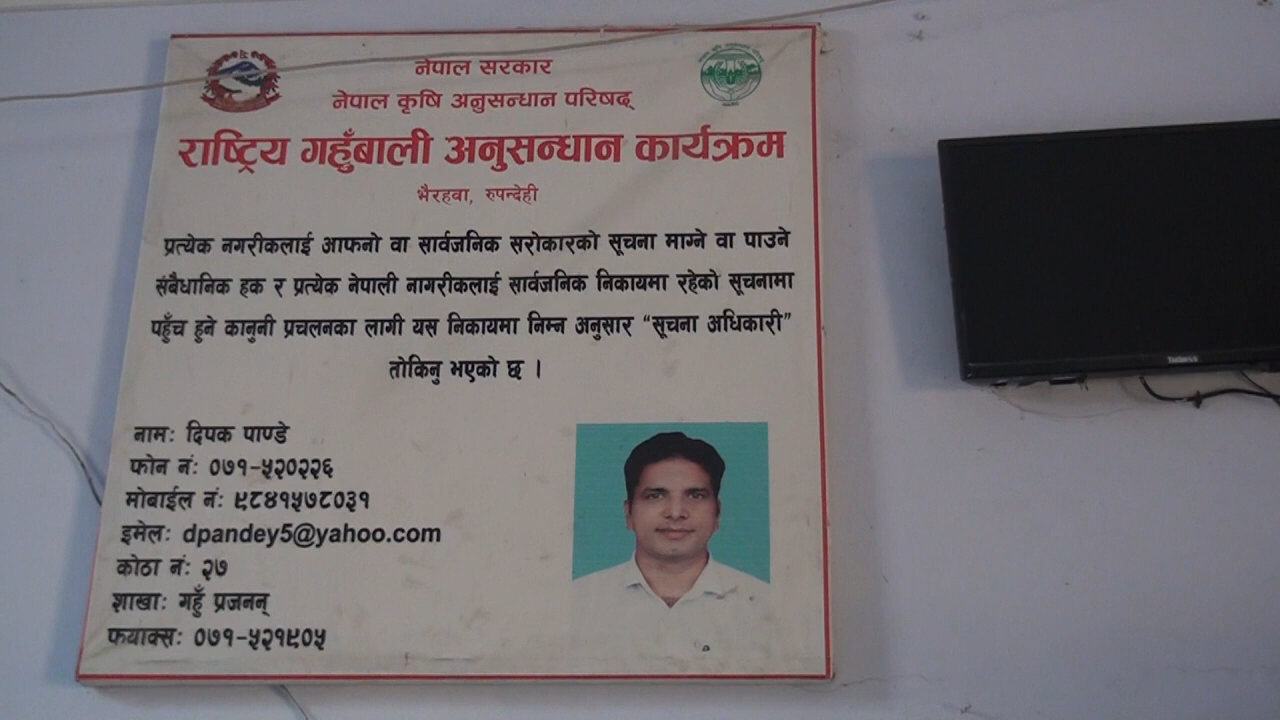 नेपाल सरकार
नेपाल कृषि अनुसन्धान परिषद्
राष्ट्रिय गहुँबाली अनुसन्धान कार्यक्रम
भैरहवा, रुपन्देही
प्रत्येक नगरीकलाई आफनो वा सार्वजनिक सरोकारको सूचना माग्ने वा पाउने
संबैधानिक हक र प्रत्येक नेपाली नागरीकलाई सार्वजनिक निकायमा रहेको सूचनामा
पहुँच हुने कानुनी प्रचलनका लागी यस निकायमा निम्न अनुसार “सूचना अधिकारी”
तोकिनु भएको छ ।
नामः दिपक पाण्डे
फोन नंः ०७१-५२०२२६
मोबाईल नंः ९८४१५७८०३१
इमेलः dpandey5@yahoo.com
कोठा नंः २७
शाखाः गहुँ प्रजनन्
फयाक्सः ०७१-५२१९०५